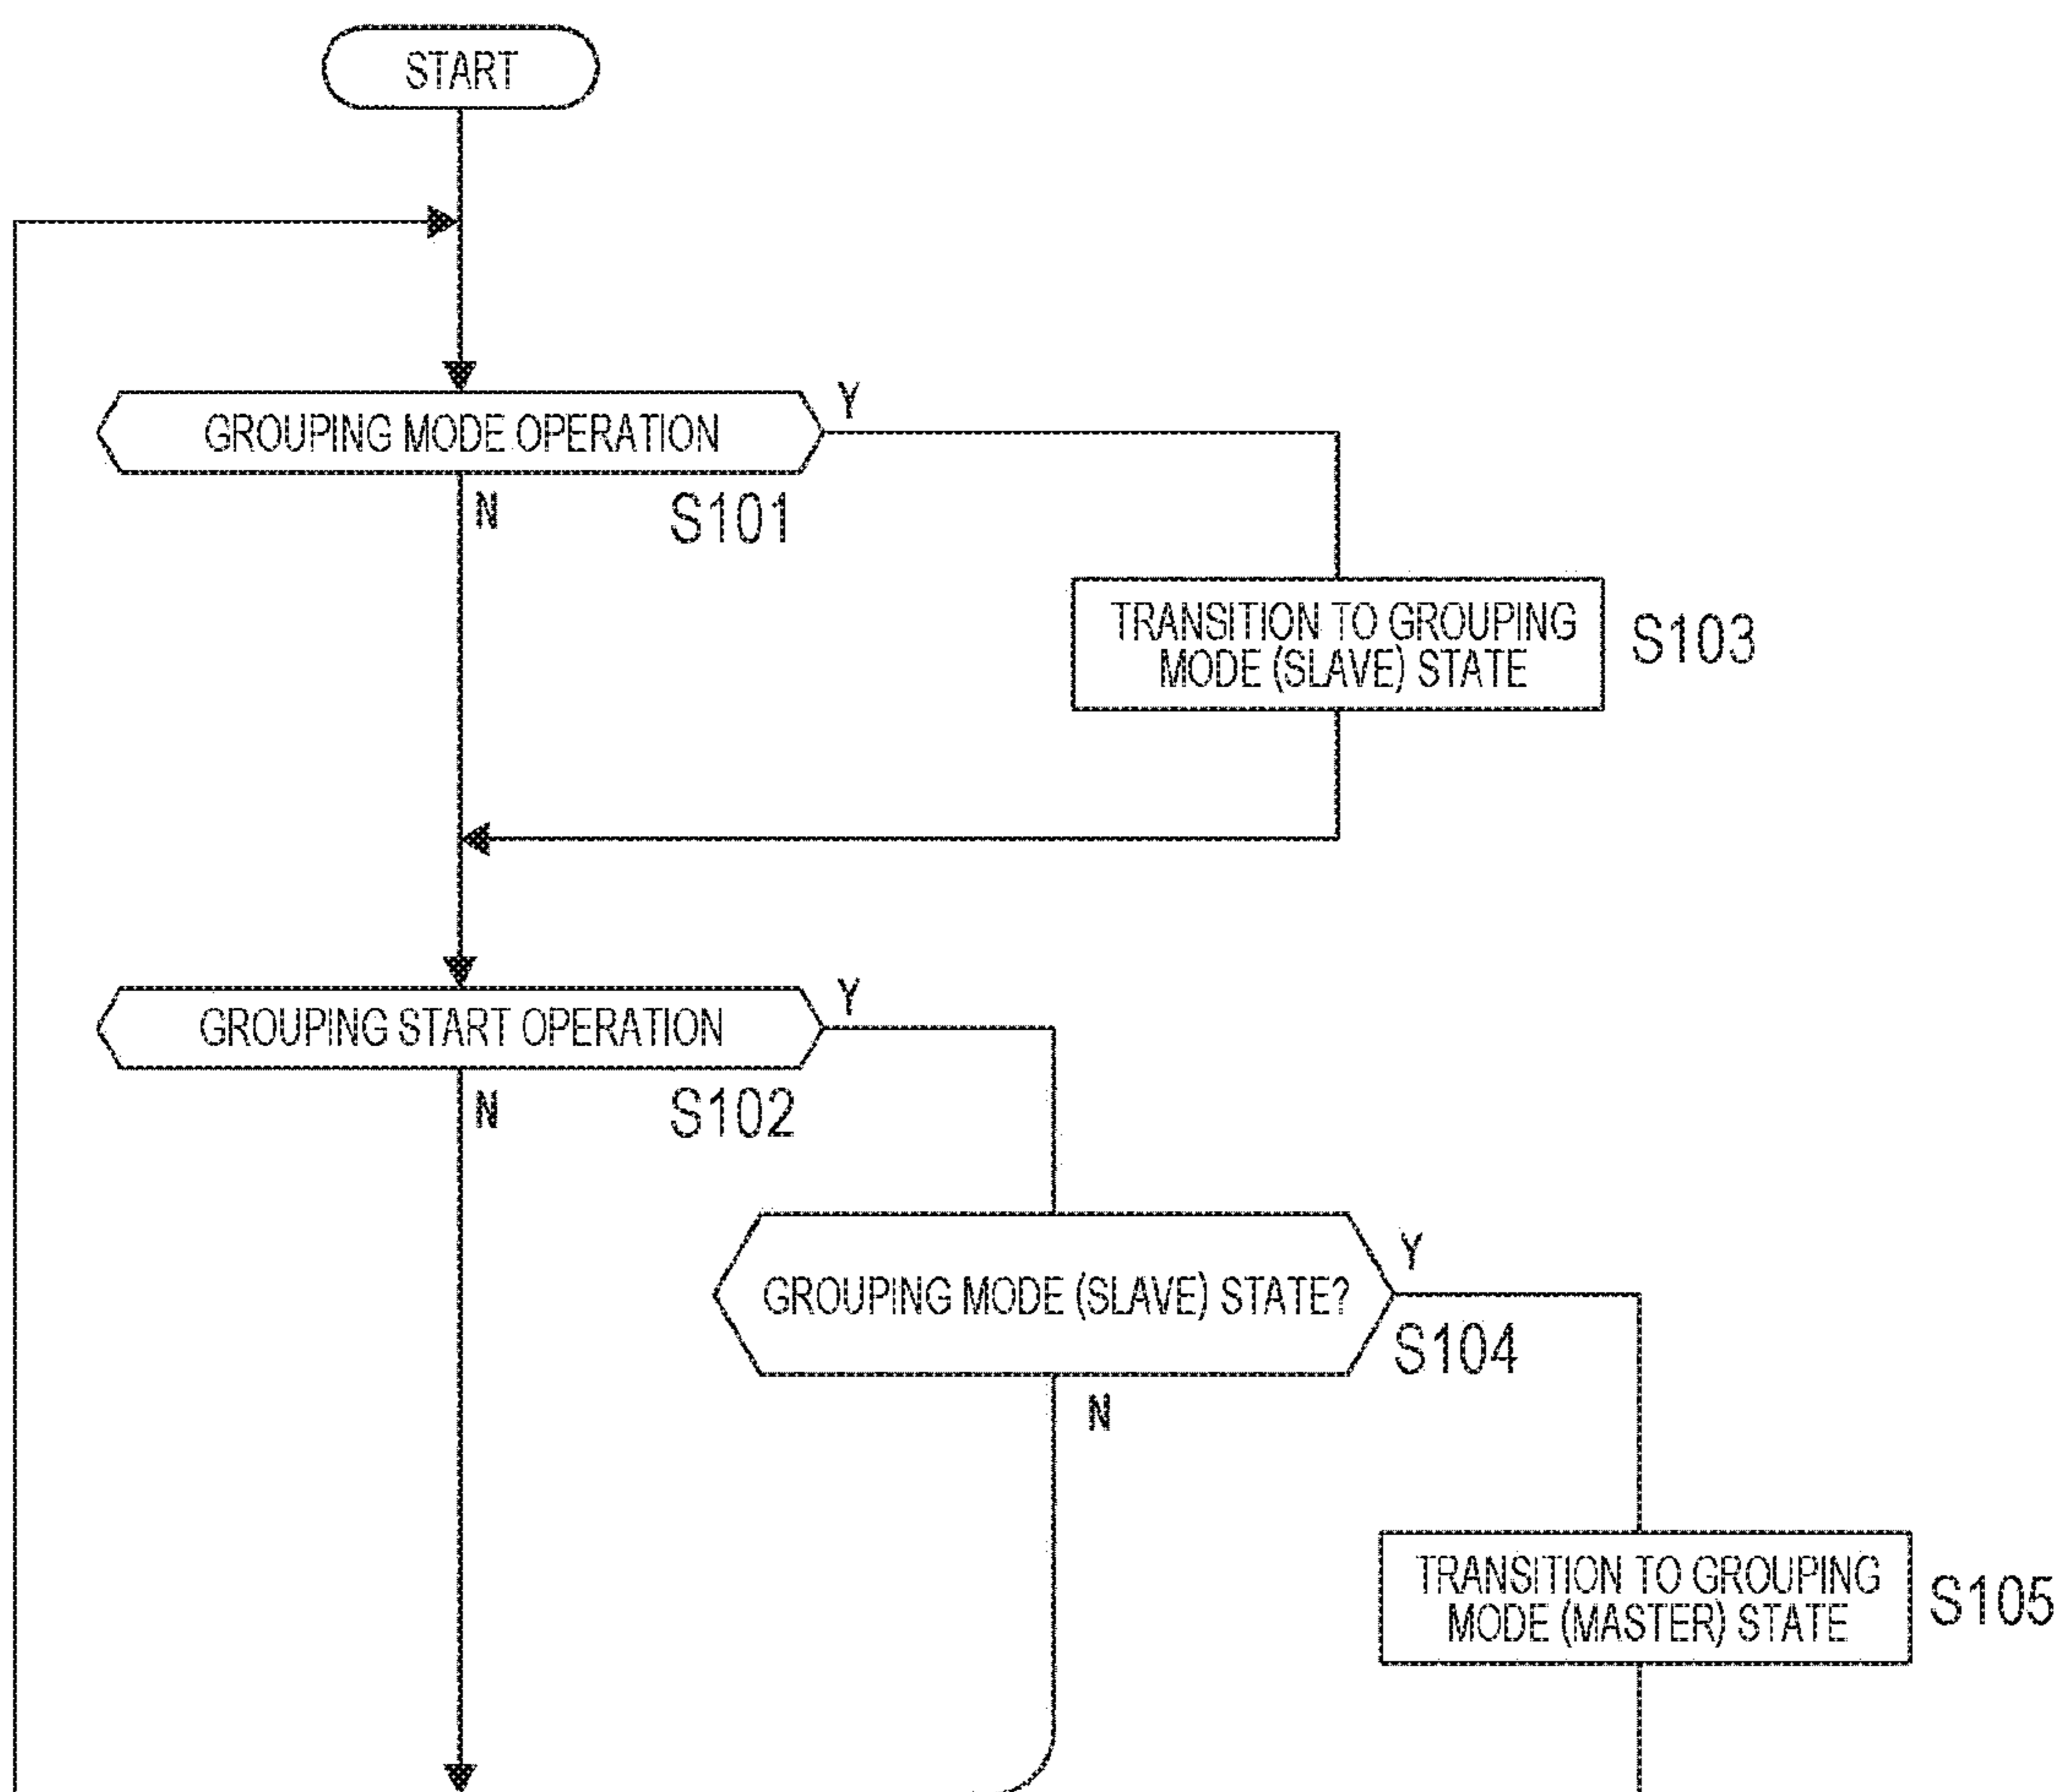 START
GROUPING MODE OPERATION
Y
N
S101
TRANSITION TO GROUPING
MODE (SLAVE) STATE
S103
GROUPING START OPERATION
Y
N
S102
GROUPING MODE (SLAVE) STATE?
Y
S104
N
TRANSITION TO GROUPING
MODE (MASTER) STATE
S105